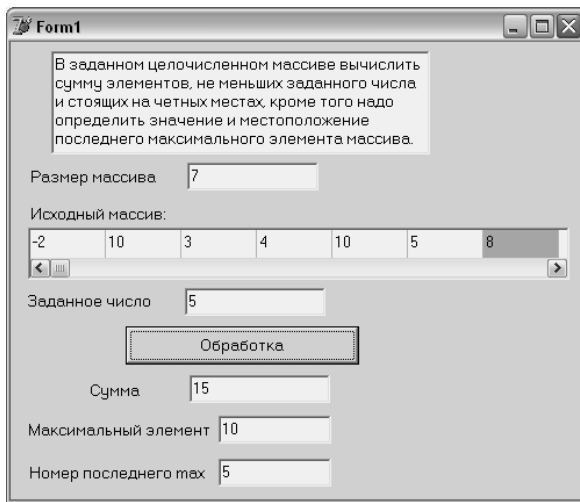 Form1
В заданном целочисленном массиве вычислить
сумму элементов, не меньших заданного числа
и стоящих на четных местах, кроме того надо
определить значение и местоположение
последнего максимального элемента массива.
Размер массива 7
Исходный массив:
-2 10 3 4 10 5 8
Заданное число 5
Обработка
Сумма 15
Максимальный элемент 10
Номер последнего max 5